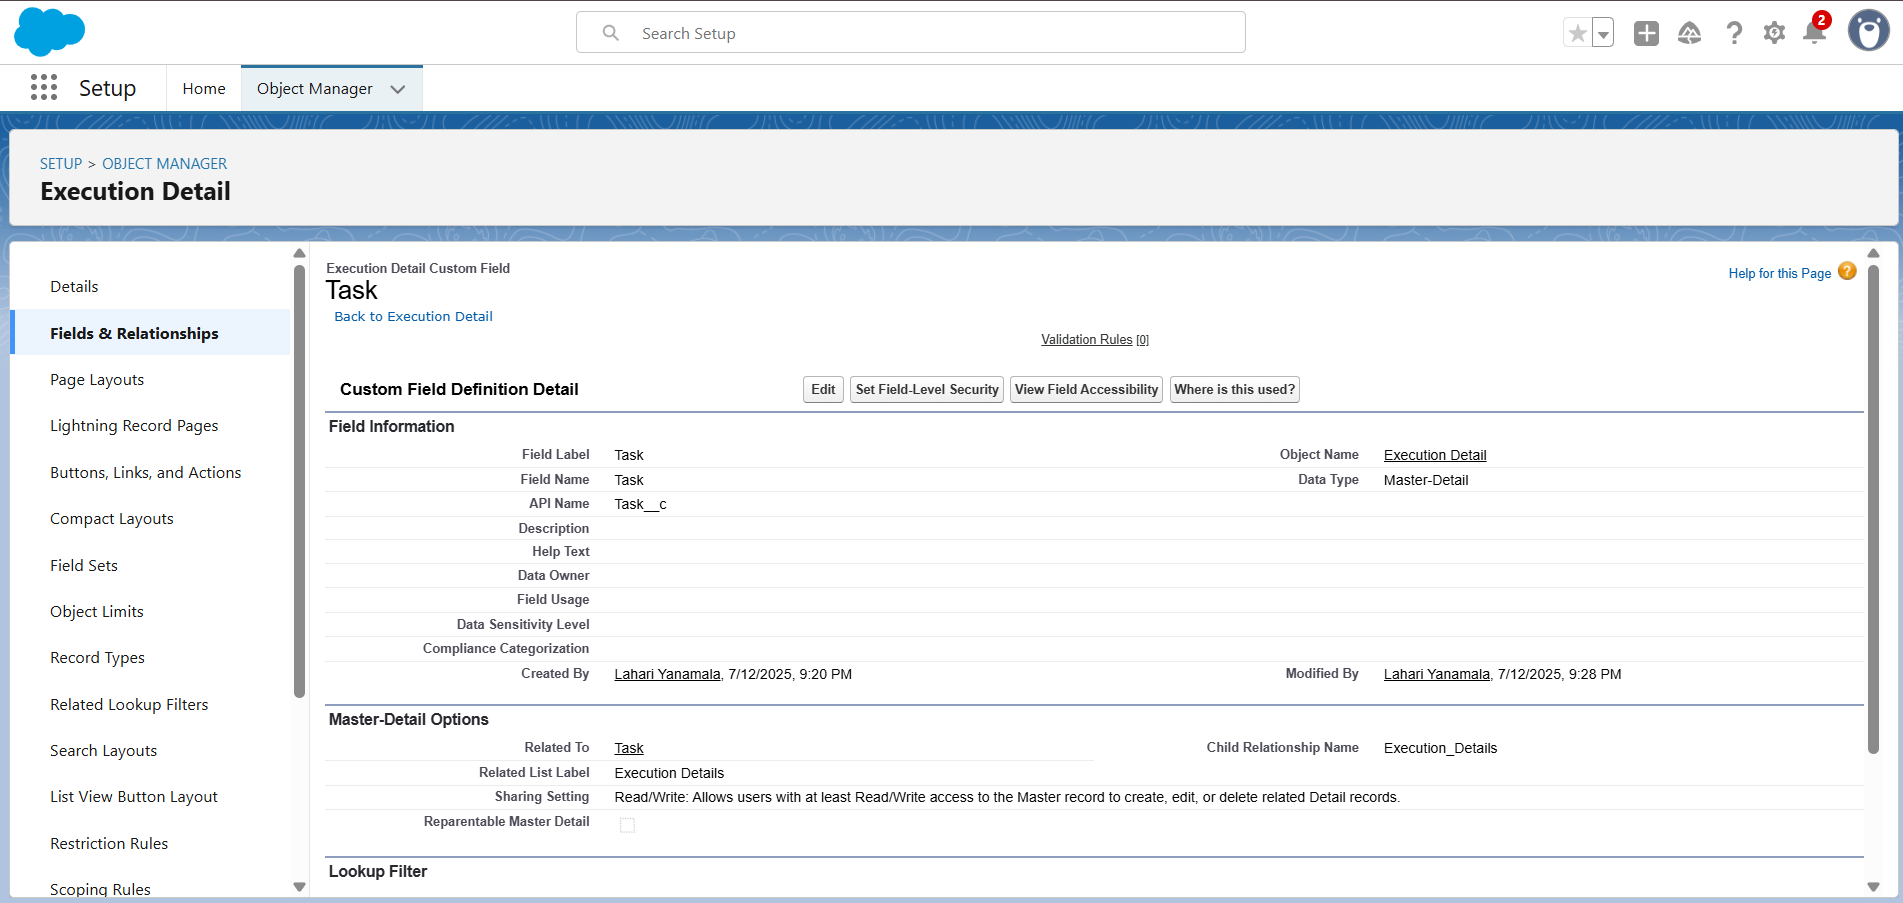 Search Setup
2
Setup
Home
Object Manager
SETUP > OBJECT MANAGER
Execution Detail
Details
Fields & Relationships
Page Layouts
Lightning Record Pages
Buttons, Links, and Actions
Compact Layouts
Field Sets
Object Limits
Record Types
Related Lookup Filters
Search Layouts
List View Button Layout
Restriction Rules
Scoping Rules
Execution Detail Custom Field
Task
Back to Execution Detail
Help for this Page ?
Validation Rules [0]
Custom Field Definition Detail
Edit
Set Field-Level Security
View Field Accessibility
Where is this used?
Field Information
Field Label Task Object Name Execution Detail
Field Name Task Data Type Master-Detail
API Name Task__c
Description
Help Text
Data Owner
Field Usage
Data Sensitivity Level
Compliance Categorization
Created By Lahari Yanamala, 7/12/2025, 9:20 PM Modified By Lahari Yanamala, 7/12/2025, 9:28 PM
Master-Detail Options
Related To Task Child Relationship Name Execution_Details
Related List Label Execution Details
Sharing Setting Read/Write: Allows users with at least Read/Write access to the Master record to create, edit, or delete related Detail records.
Reparentable Master Detail
Lookup Filter